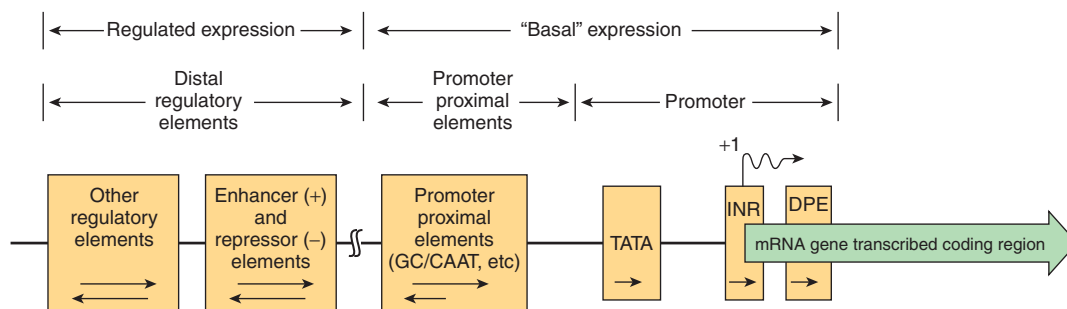 Regulated expression
“Basal” expression
Distal
regulatory
elements
Promoter
proximal
elements
Promoter
+1
Other
regulatory
elements
Enhancer (+)
and
repressor (–)
elements
Promoter
proximal
elements
(GC/CAAT, etc)
TATA
INR
DPE
mRNA gene transcribed coding region